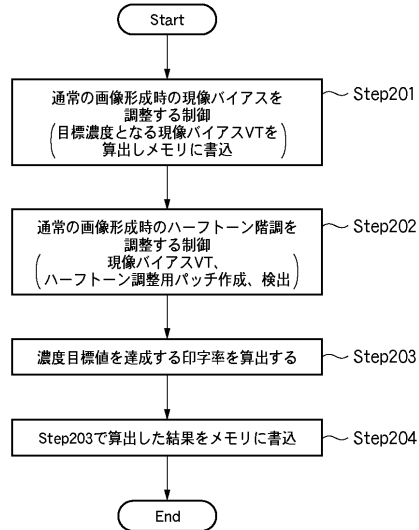 Start
通常の画像形成時の現像バイアスを
調整する制御
(目標濃度となる現像バイアスVTを
算出しメモリに書込)
Step201
通常の画像形成時のハーフトーン階調を
調整する制御
(現像バイアスVT、
ハーフトーン調整用パッチ作成、検出)
Step202
濃度目標値を達成する印字率を算出する
Step203
Step203で算出した結果をメモリに書込
Step204
End